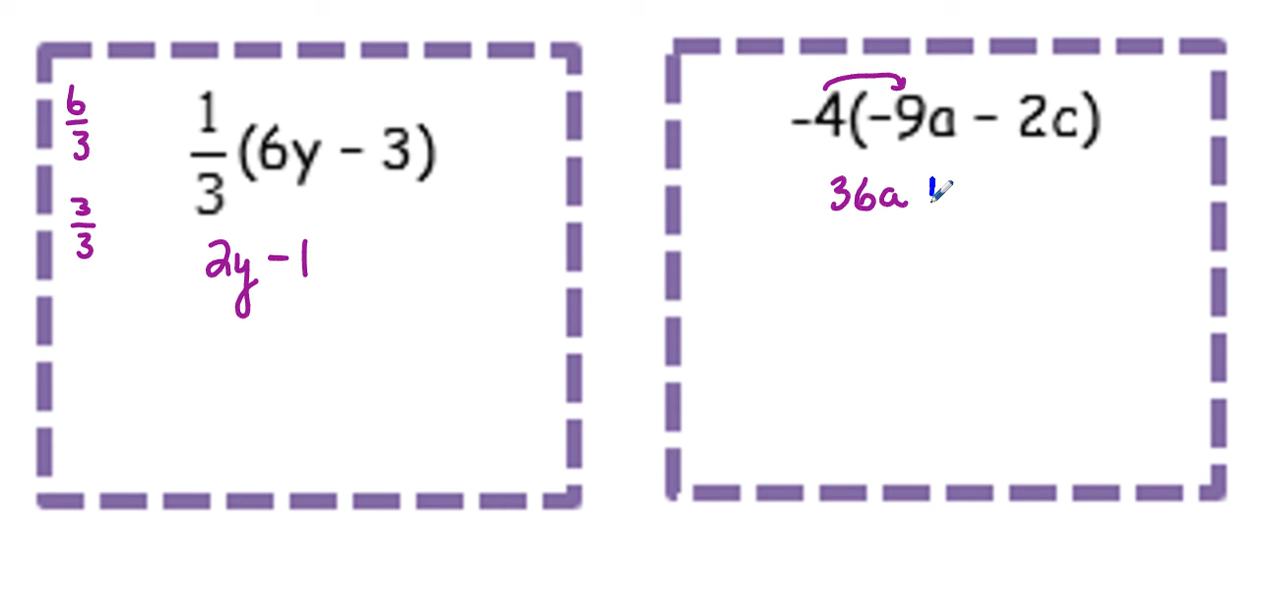 6/3
1/3 (6y - 3)
3/3
2y - 1
-4(-9a - 2c)
36a